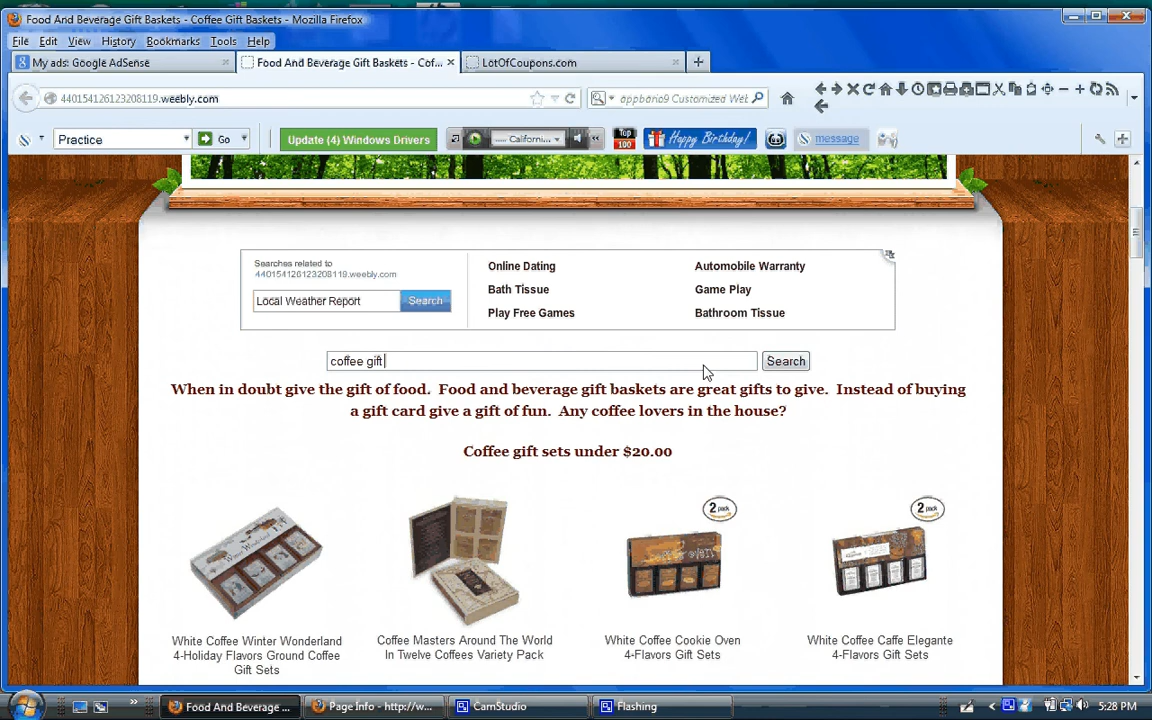 Food And Beverage Gift Baskets - Coffee Gift Baskets - Mozilla Firefox
File Edit View History Bookmarks Tools Help
My ads: Google AdSense
Food And Beverage Gift Baskets - Cof...
LotOfCoupons.com
440154126123208119.weebly.com
appbario9 Customized Web
Practice
Go
Update (4) Windows Drivers
Californi...
Top 100
Happy Birthday!
message
Searches related to
440154126123208119.weebly.com
Local Weather Report
Search
Online Dating
Automobile Warranty
Bath Tissue
Game Play
Play Free Games
Bathroom Tissue
coffee gift
Search
When in doubt give the gift of food. Food and beverage gift baskets are great gifts to give. Instead of buying
a gift card give a gift of fun. Any coffee lovers in the house?
Coffee gift sets under $20.00
2 pack
2 pack
White Coffee Winter Wonderland
4-Holiday Flavors Ground Coffee
Gift Sets
Coffee Masters Around The World
In Twelve Coffees Variety Pack
White Coffee Cookie Oven
4-Flavors Gift Sets
White Coffee Caffe Elegante
4-Flavors Gift Sets
Food And Beverage ...
Page Info - http://w...
CamStudio
Flashing
5:28 PM